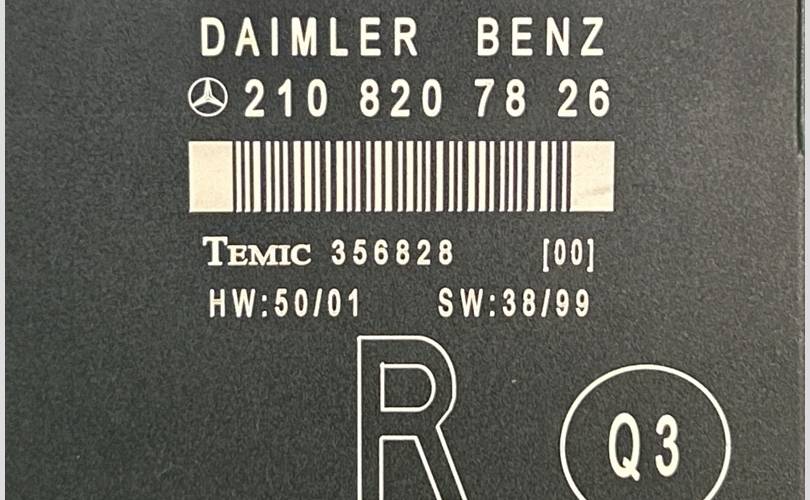 DAIMLER BENZ
210 820 78 26
TEMIC 356828 [00]
HW:50/01 SW:38/99
R
Q3